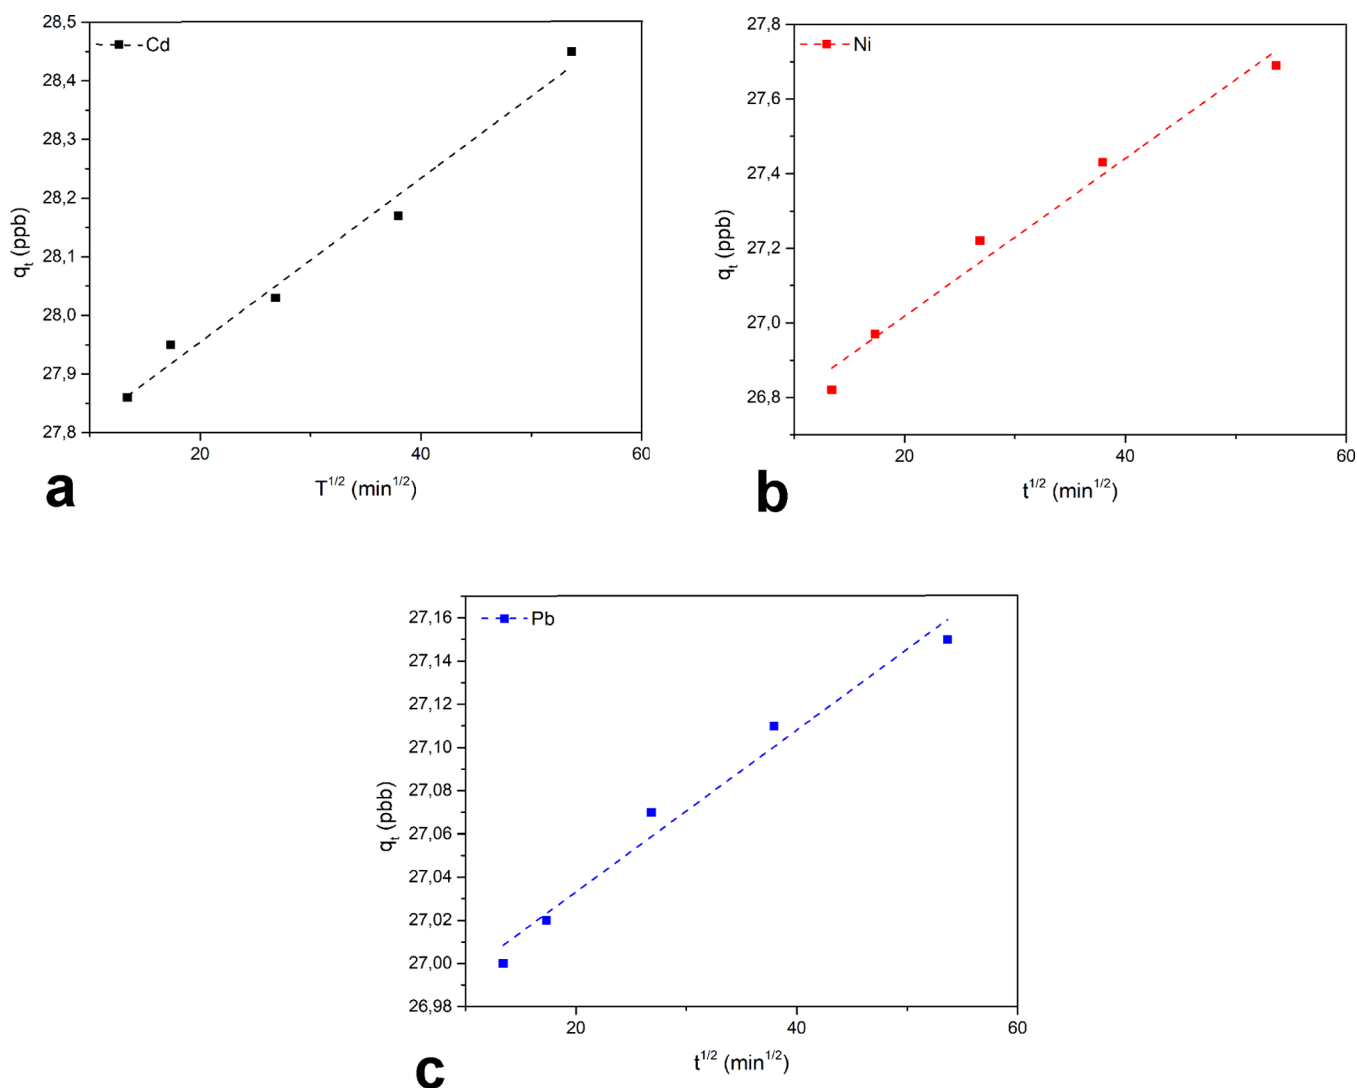 Cd
28,5
28,4
28,3
28,2
28,1
28,0
27,9
27,8
qt (ppb)
20
40
60
T1/2 (min1/2)
a
Ni
27,8
27,6
27,4
27,2
27,0
26,8
qt (ppb)
20
40
60
t1/2 (min1/2)
b
Pb
27,16
27,14
27,12
27,10
27,08
27,06
27,04
27,02
27,00
26,98
qt (pbb)
20
40
60
t1/2 (min1/2)
c